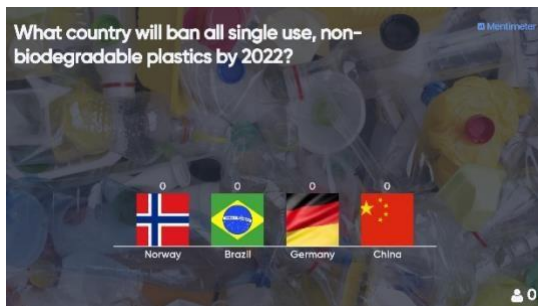 What country will ban all single use, non-
biodegradable plastics by 2022?
Mentimeter
0 0 0 0
Norway Brazil Germany China
0